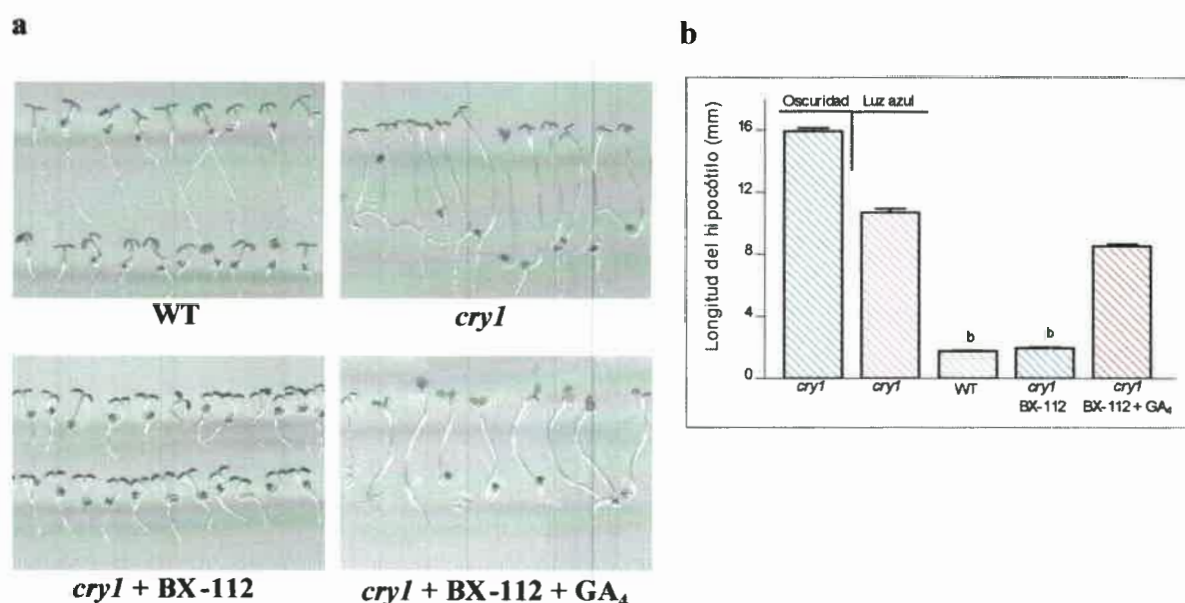 a
WT
cry1
cry1 + BX-112
cry1 + BX-112 + GA₄
b
Longitud del hipocótilo (mm)
16
12
8
4
0
Oscuridad
Luz azul
b
b
cry1
cry1
WT
cry1
BX-112
cry1
BX-112 + GA₄